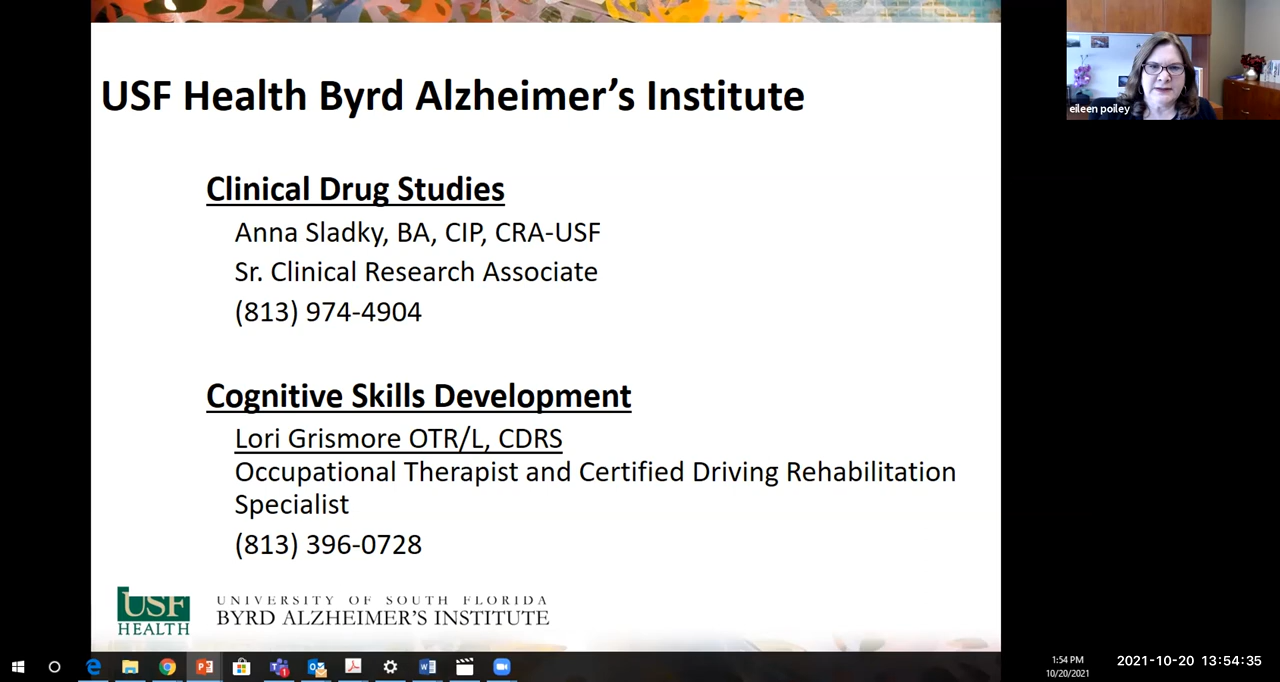 USF Health Byrd Alzheimer's Institute
Clinical Drug Studies
Anna Sladky, BA, CIP, CRA-USF
Sr. Clinical Research Associate
(813) 974-4904
Cognitive Skills Development
Lori Grismore OTR/L, CDRS
Occupational Therapist and Certified Driving Rehabilitation
Specialist
(813) 396-0728
USF
HEALTH
UNIVERSITY OF SOUTH FLORIDA
BYRD ALZHEIMER'S INSTITUTE
eileen poiley
1:54 PM
10/20/2021
2021-10-20 13:54:35